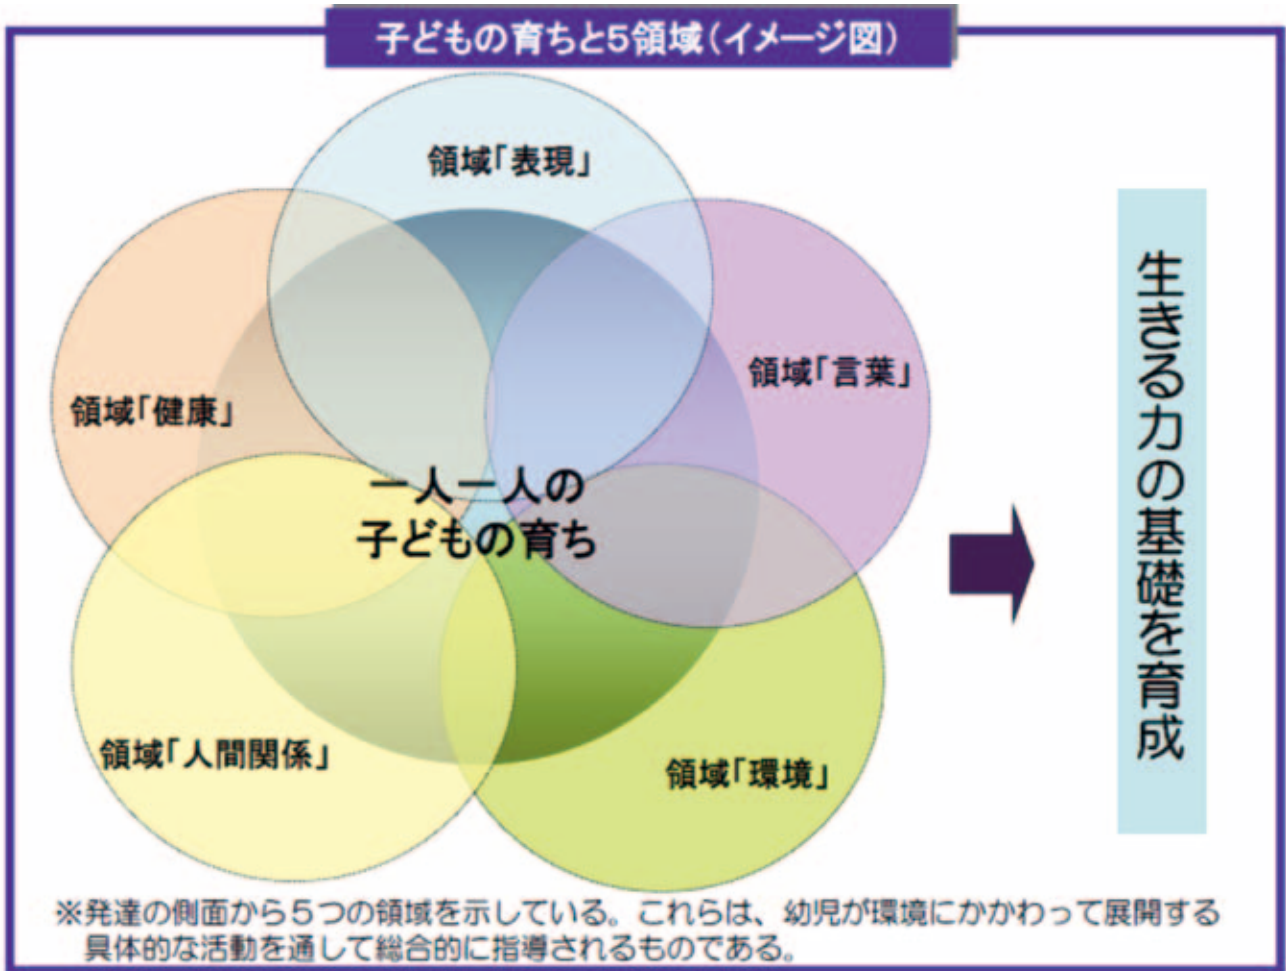 子どもの育ちと5領域(イメージ図)
領域「表現」
領域「言葉」
領域「健康」
一人一人の
子どもの育ち
領域「人間関係」
領域「環境」
生きる力の基礎を育成
※発達の側面から5つの領域を示している。これらは、幼児が環境にかかわって展開する
具体的な活動を通して総合的に指導されるものである。